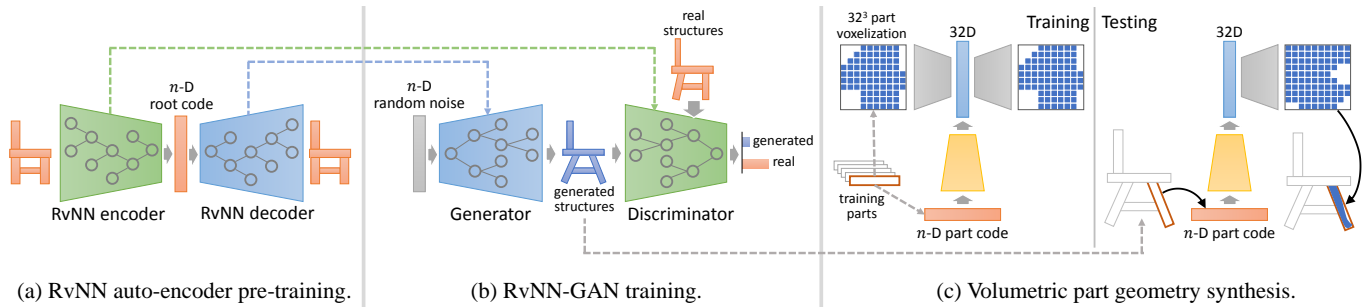 n-D
root code
RvNN encoder
RvNN decoder
(a) RvNN auto-encoder pre-training.
real
structures
n-D
random noise
generated
real
generated
structures
Generator
Discriminator
(b) RvNN-GAN training.
32³ part
voxelization
32D
Training
training
parts
n-D part code
Testing
32D
n-D part code
(c) Volumetric part geometry synthesis.